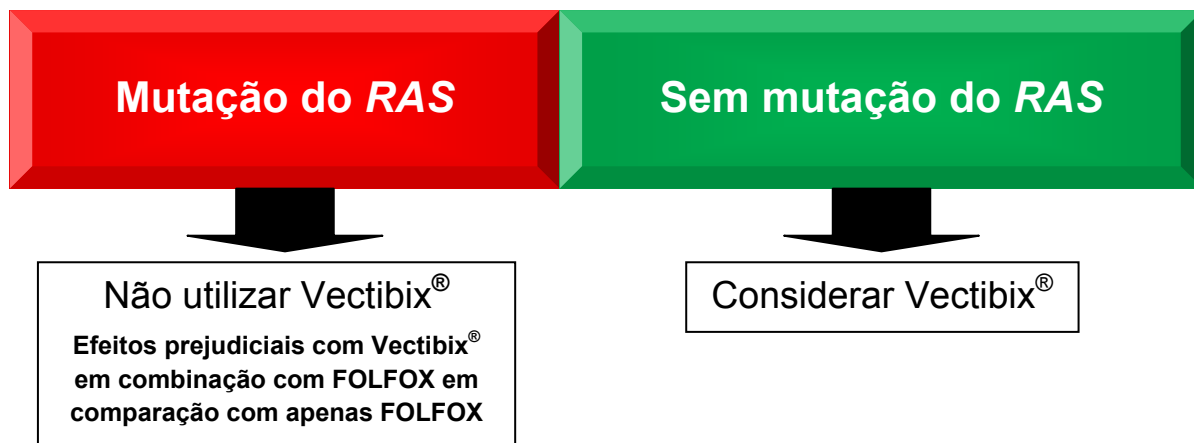 Mutação do RAS
Não utilizar Vectibix®
Efeitos prejudiciais com Vectibix®
em combinação com FOLFOX em
comparação com apenas FOLFOX
Sem mutação do RAS
Considerar Vectibix®